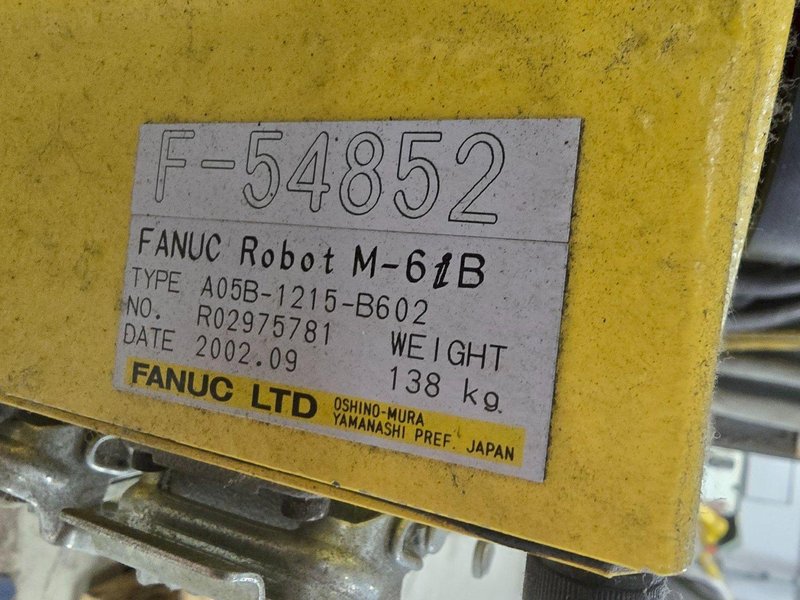 F-54852
FANUC Robot M-6iB
TYPE A05B-1215-B602
NO. R02975781
DATE 2002.09
WEIGHT
138 kg
FANUC LTD
OSHINO-MURA
YAMANASHI PREF. JAPAN